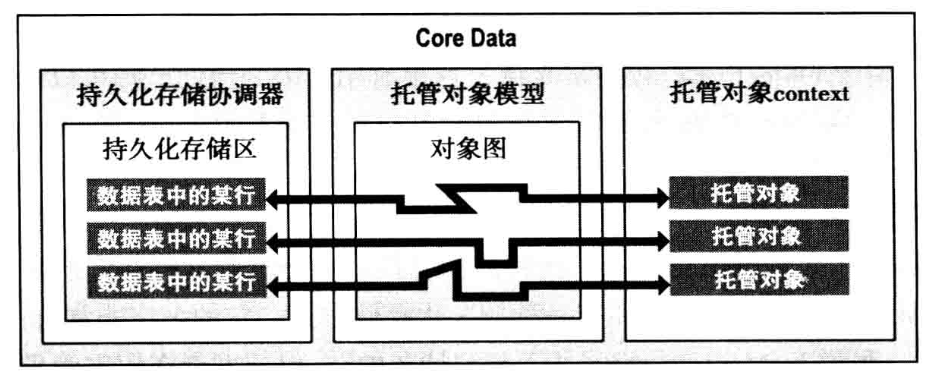 Core Data
持久化存储协调器
托管对象模型
托管对象context
持久化存储区
对象图
数据表中的某行
托管对象
数据表中的某行
托管对象
数据表中的某行
托管对象